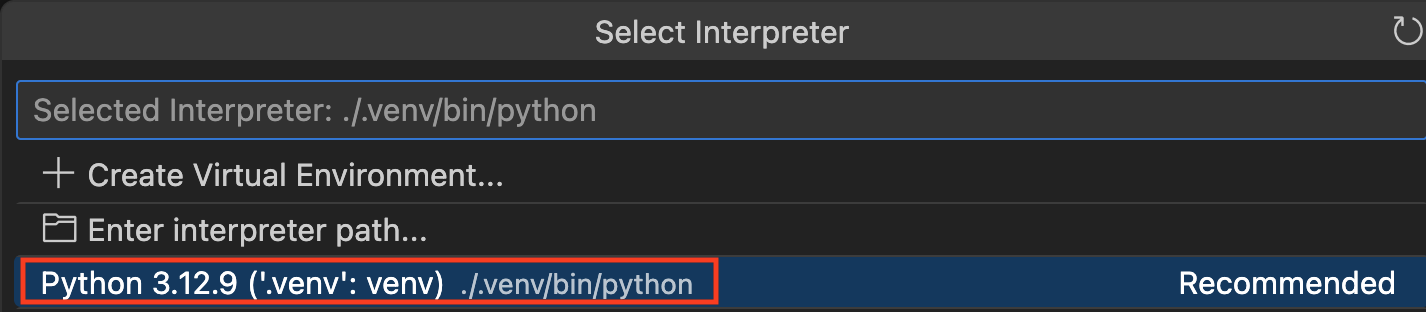 Select Interpreter
Selected Interpreter: ./.venv/bin/python
Create Virtual Environment...
Enter interpreter path...
Python 3.12.9 ('.venv': venv) ./.venv/bin/python Recommended